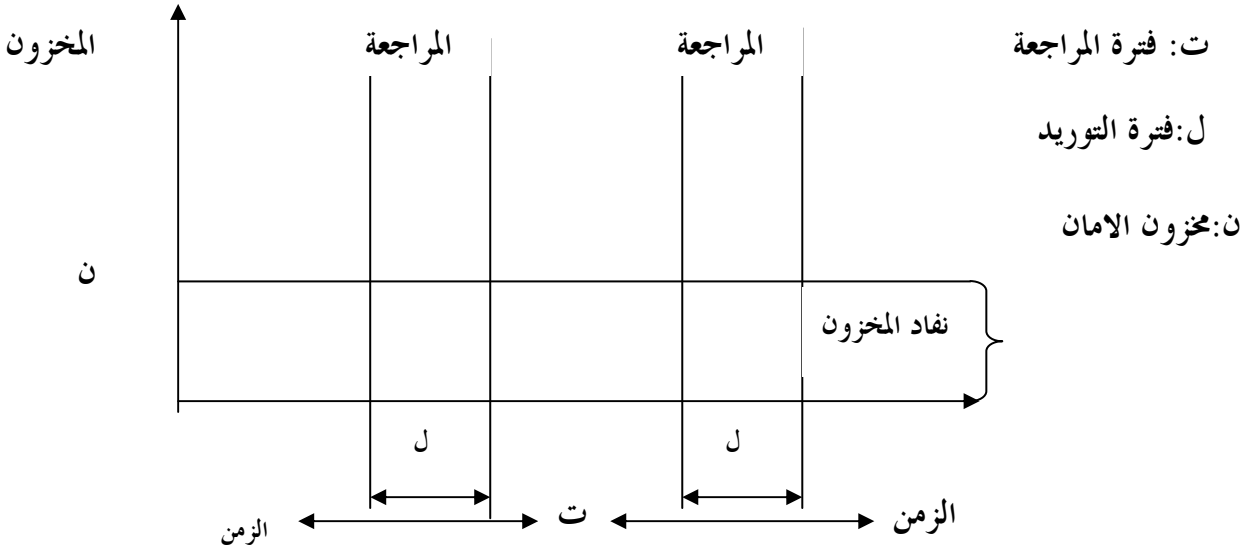 المخزون
المراجعة
المراجعة
ت: فترة المراجعة
ل:فترة التوريد
ن:مخزون الامان
ن
نفاد المخزون
ل
ل
الزمن
ت
الزمن